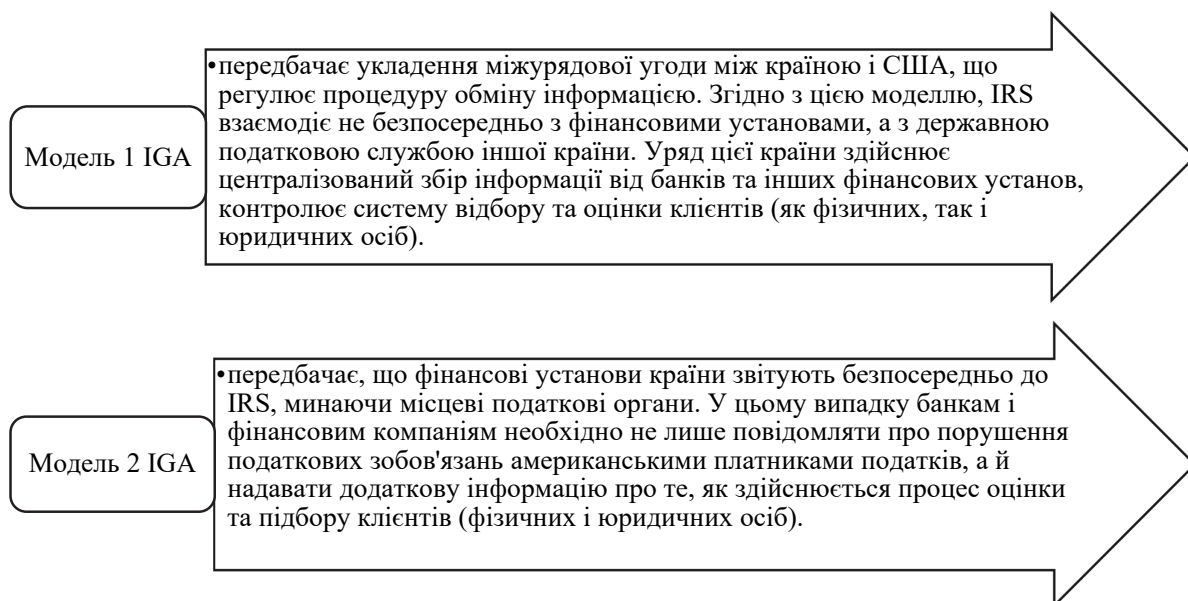 Модель 1 IGA
•передбачає укладення міжурядової угоди між країною і США, що
регулює процедуру обміну інформацією. Згідно з цією моделлю, IRS
взаємодіє не безпосередньо з фінансовими установами, а з державною
податковою службою іншої країни. Уряд цієї країни здійснює
централізований збір інформації від банків та інших фінансових установ,
контролює систему відбору та оцінки клієнтів (як фізичних, так і
юридичних осіб).
Модель 2 IGA
•передбачає, що фінансові установи країни звітують безпосередньо до
IRS, минаючи місцеві податкові органи. У цьому випадку банкам і
фінансовим компаніям необхідно не лише повідомляти про порушення
податкових зобов'язань американськими платниками податків, а й
надавати додаткову інформацію про те, як здійснюється процес оцінки
та підбору клієнтів (фізичних і юридичних осіб).